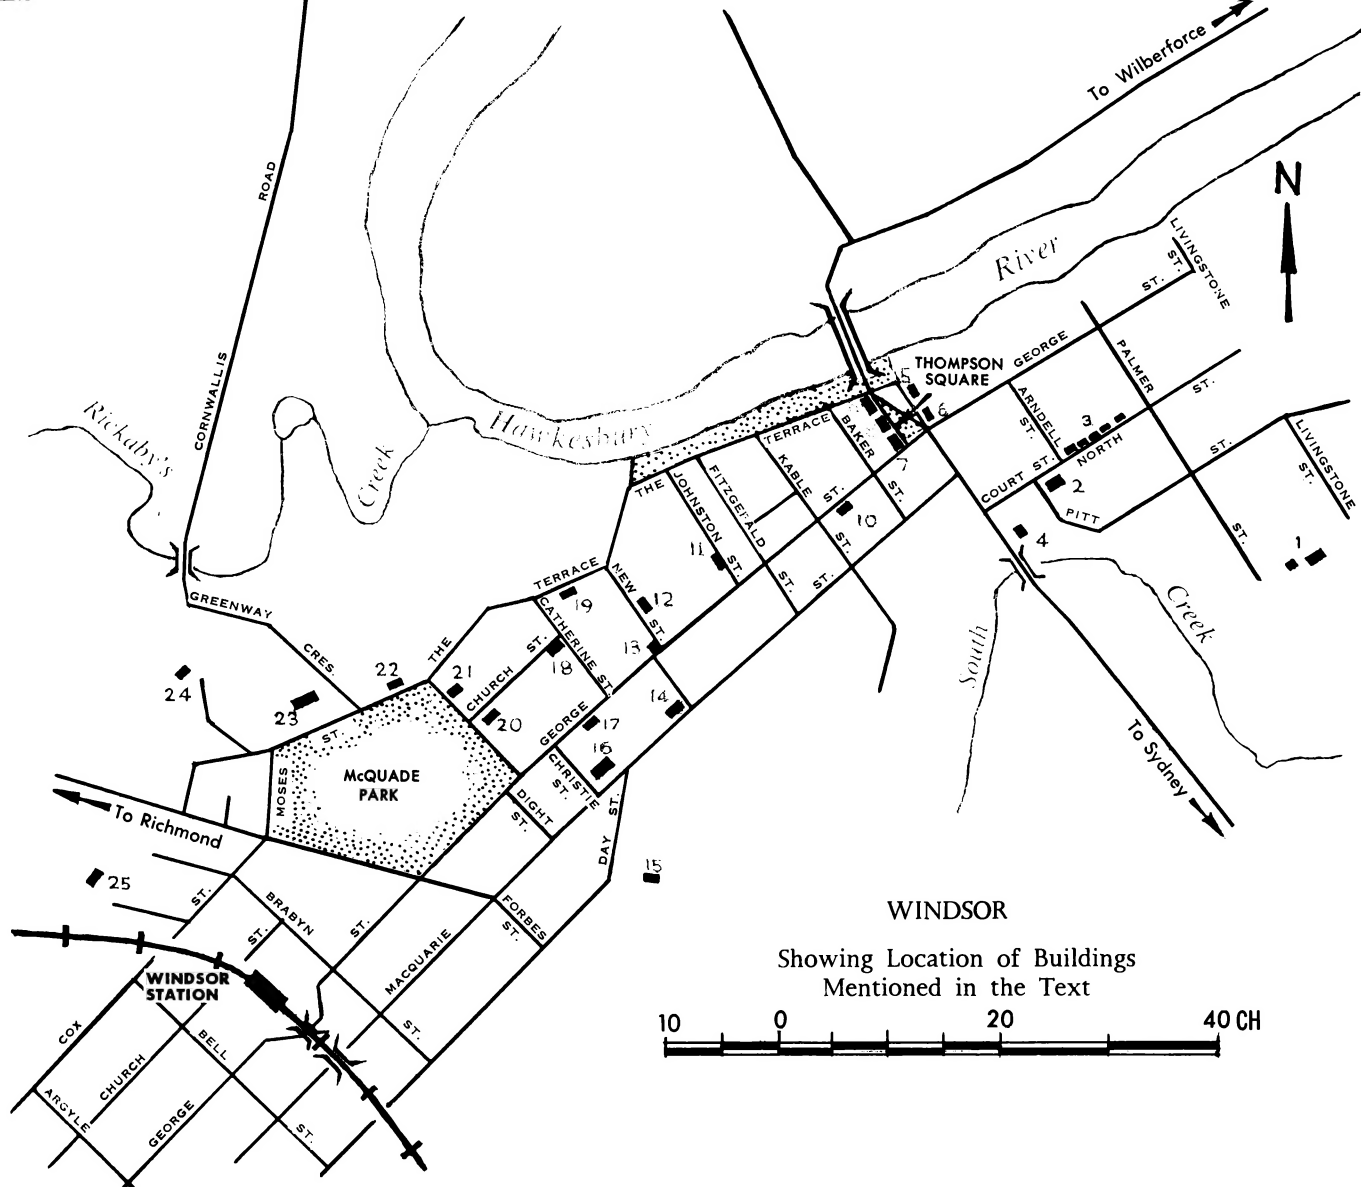 To Wilberforce
N
ROAD
CORNWALLIS
River
LIVINGSTONE
ST.
GEORGE
ST.
PALMER
ST.
THOMPSON
SQUARE
5
6
7
ARNDELL
ST.
3
NORTH
ST.
COURT ST.
2
PITT
ST.
LIVINGSTONE
ST.
1
4
Rickaby's
Creek
Hawkesbury
THE
TERRACE
BAKER
ST.
KABLE
ST.
FITZGERALD
ST.
JOHNSTON
ST.
ST.
10
11
ST.
South
Creek
To Sydney
GREENWAY
CRES
THE
TERRACE
NEW
ST.
12
13
14
19
CATHERINE ST.
18
CHURCH
ST.
20
21
22
23
24
GEORGE
17
16
CHRISTIE
ST.
DIGHT
ST.
DAY
ST.
15
MOSES
ST.
McQUADE
PARK
To Richmond
25
ST.
BRABYN
ST.
ST.
MACQUARIE
ST.
FORBES
ST.
WINDSOR
STATION
COX
CHURCH
BELL
ST.
ARGYLE
GEORGE
WINDSOR
Showing Location of Buildings
Mentioned in the Text
10 0 20 40 CH